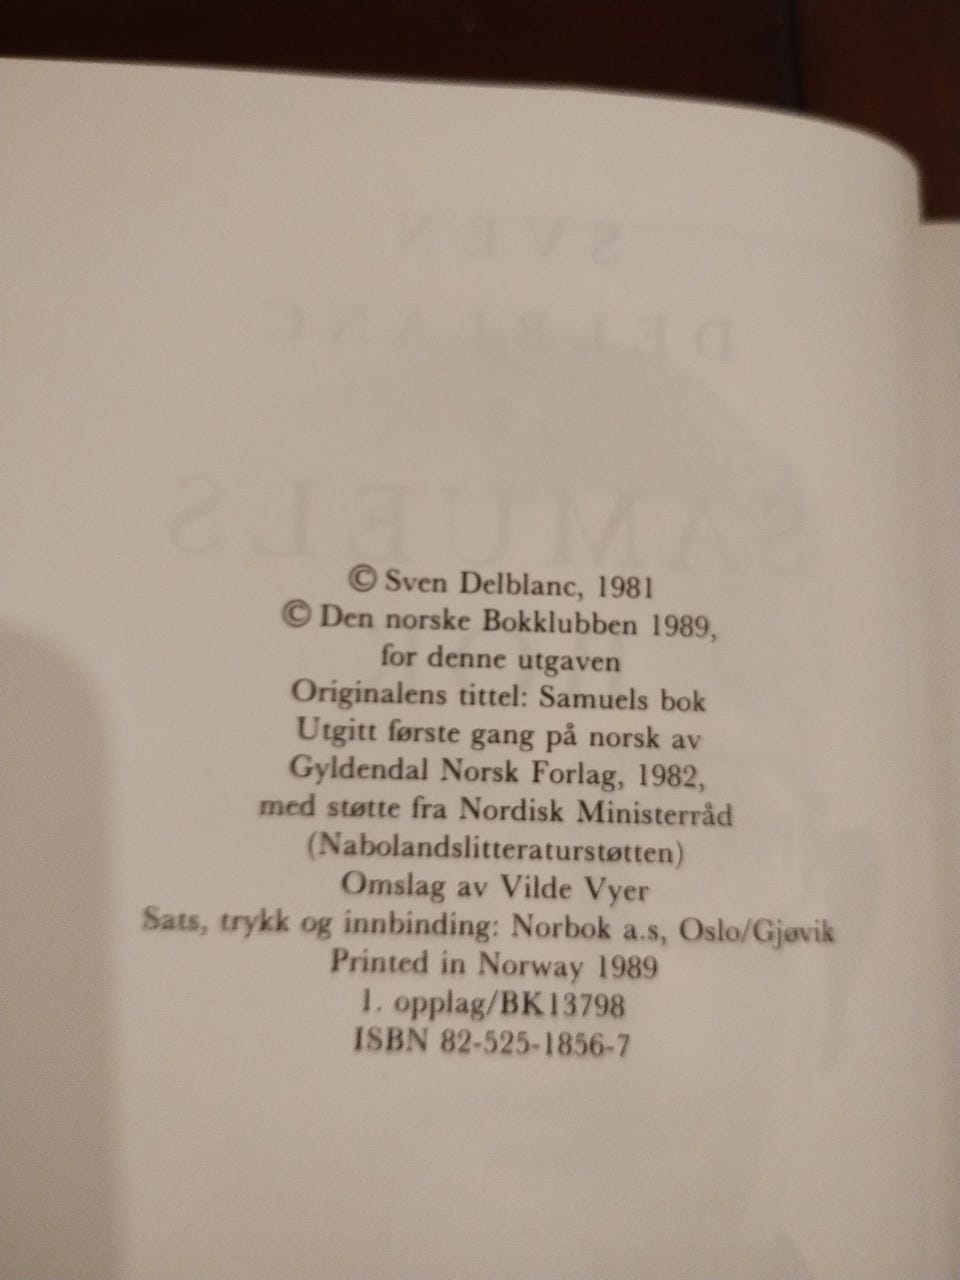 © Sven Delblanc, 1981
© Den norske Bokklubben 1989,
for denne utgaven
Originalens tittel: Samuels bok
Utgitt første gang på norsk av
Gyldendal Norsk Forlag, 1982,
med støtte fra Nordisk Ministerråd
(Nabolandslitteraturstøtten)
Omslag av Vilde Vyer
Sats, trykk og innbinding: Norbok a.s, Oslo/Gjøvik
Printed in Norway 1989
1. opplag/BK13798
ISBN 82-525-1856-7